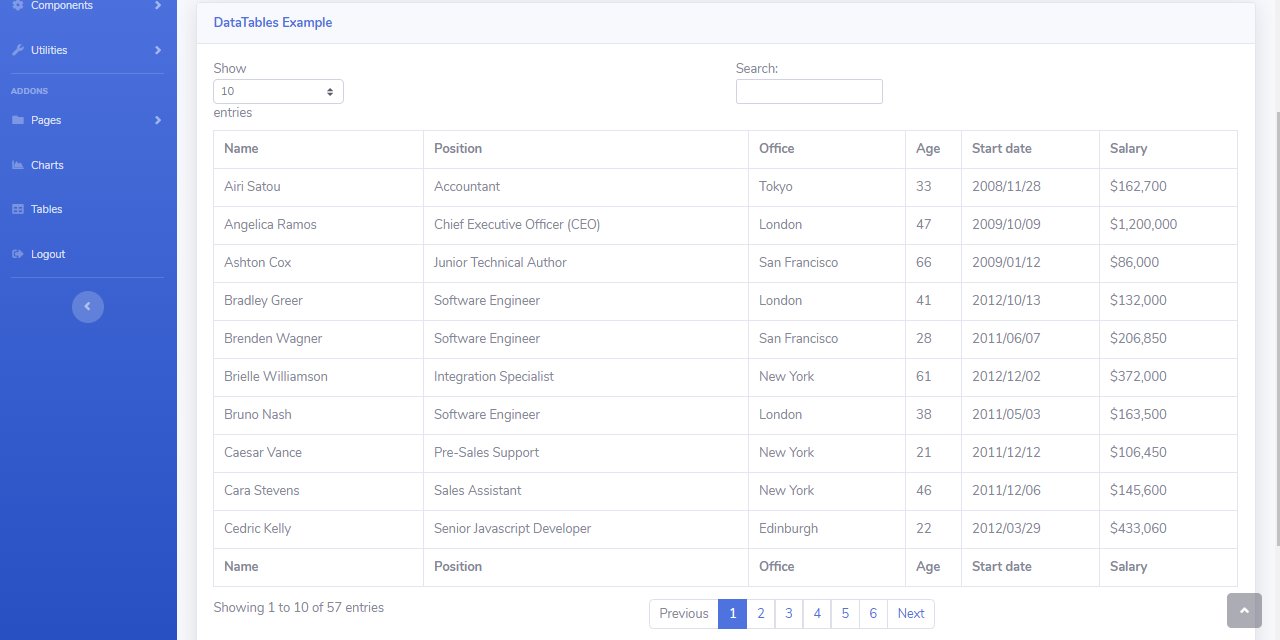 Components
Utilities
ADDONS
Pages
Charts
Tables
Logout
DataTables Example
Show
10
entries
Search:
Name Position Office Age Start date Salary
Airi Satou Accountant Tokyo 33 2008/11/28 $162,700
Angelica Ramos Chief Executive Officer (CEO) London 47 2009/10/09 $1,200,000
Ashton Cox Junior Technical Author San Francisco 66 2009/01/12 $86,000
Bradley Greer Software Engineer London 41 2012/10/13 $132,000
Brenden Wagner Software Engineer San Francisco 28 2011/06/07 $206,850
Brielle Williamson Integration Specialist New York 61 2012/12/02 $372,000
Bruno Nash Software Engineer London 38 2011/05/03 $163,500
Caesar Vance Pre-Sales Support New York 21 2011/12/12 $106,450
Cara Stevens Sales Assistant New York 46 2011/12/06 $145,600
Cedric Kelly Senior Javascript Developer Edinburgh 22 2012/03/29 $433,060
Name Position Office Age Start date Salary
Showing 1 to 10 of 57 entries
Previous 1 2 3 4 5 6 Next